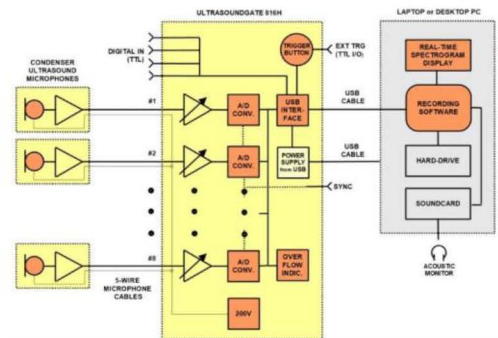 ULTRASOUNDGATE 816H
LAPTOP or DESKTOP PC
DIGITAL IN
(TTL)
TRIGGER
BUTTON
EXT TRG
(TTL I/O)
REAL-TIME
SPECTROGRAM
DISPLAY
CONDENSER
ULTRASOUND
MICROPHONES
#1
A/D
CONV.
USB
INTER-
FACE
USB
CABLE
RECORDING
SOFTWARE
#2
A/D
CONV.
POWER
SUPPLY
from USB
USB
CABLE
HARD-DRIVE
SYNC
SOUNDCARD
#8
A/D
CONV.
OVER
FLOW
INDIC.
ACOUSTIC
MONITOR
5-WIRE
MICROPHONE
CABLES
200V